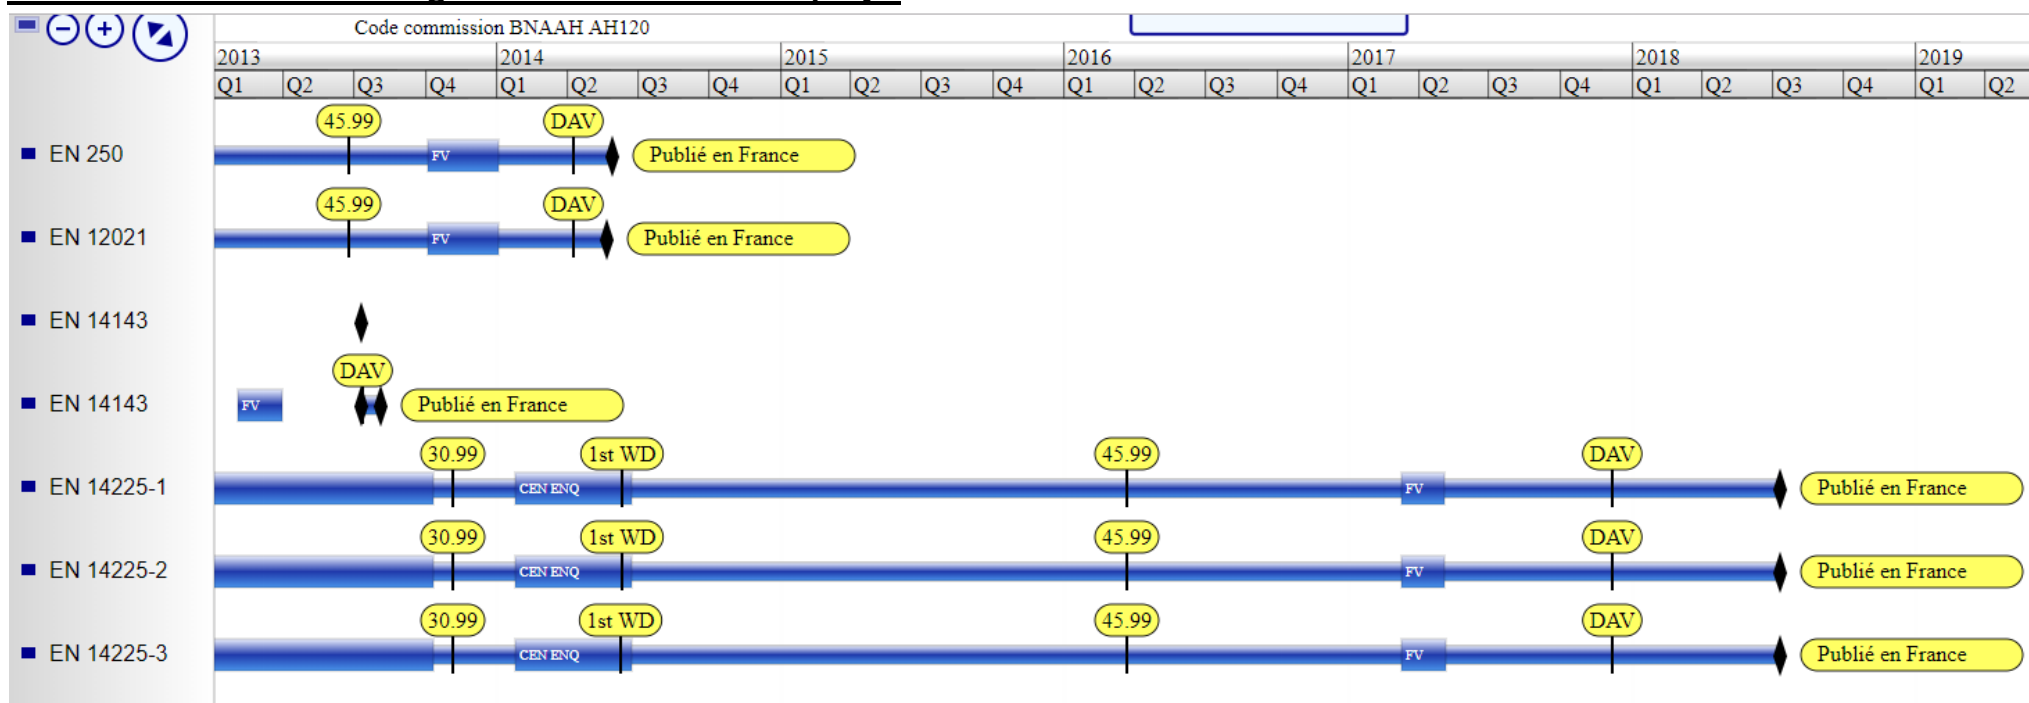 Code commission BNAAH AH120
2013 2014 2015 2016 2017 2018 2019
Q1 Q2 Q3 Q4 Q1 Q2 Q3 Q4 Q1 Q2 Q3 Q4 Q1 Q2 Q3 Q4 Q1 Q2 Q3 Q4 Q1 Q2 Q3 Q4 Q1 Q2
45.99 DAV
EN 250 FV Publié en France
45.99 DAV
EN 12021 FV Publié en France
EN 14143
DAV
EN 14143 FV Publié en France
30.99 1st WD 45.99 DAV
EN 14225-1 CEN ENQ FV Publié en France
30.99 1st WD 45.99 DAV
EN 14225-2 CEN ENQ FV Publié en France
30.99 1st WD 45.99 DAV
EN 14225-3 CEN ENQ FV Publié en France